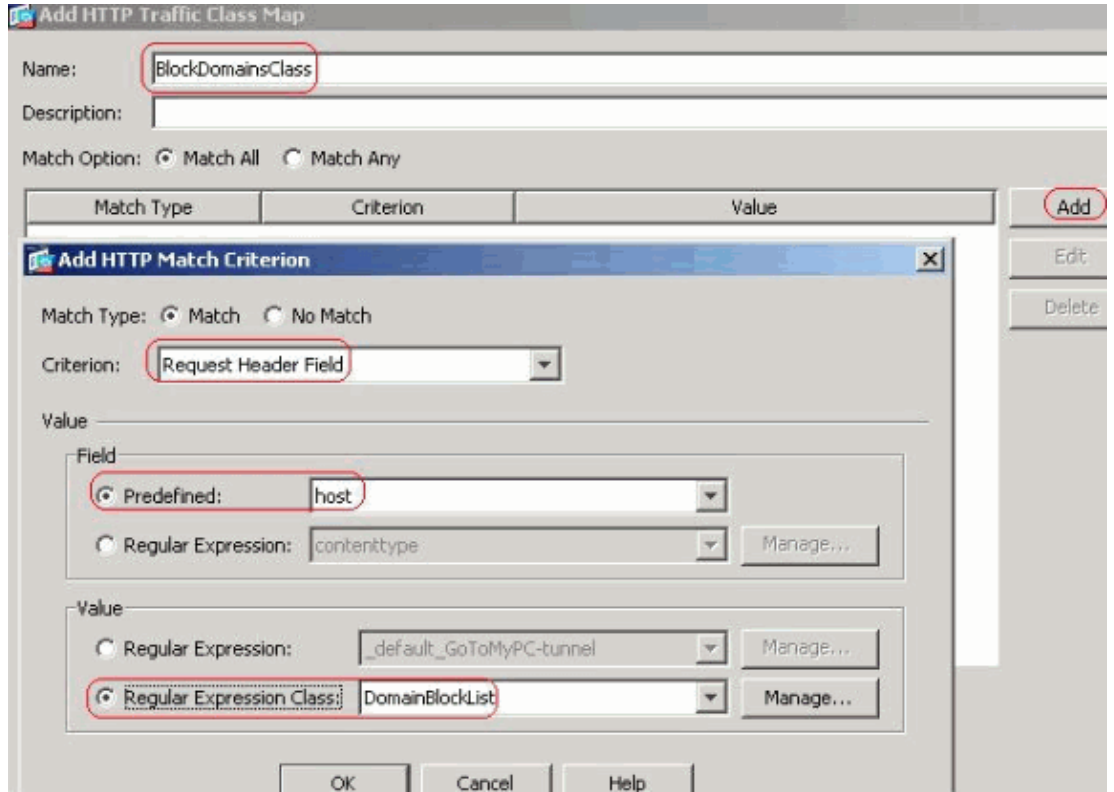 Add HTTP Traffic Class Map
Name: BlockDomainsClass
Description:
Match Option: Match All Match Any
Match Type Criterion Value Add
Edit
Delete
Add HTTP Match Criterion
Match Type: Match No Match
Criterion: Request Header Field
Value
Field
Predefined: host
Regular Expression: contenttype Manage...
Value
Regular Expression: _default_GoToMyPC-tunnel Manage...
Regular Expression Class: DomainBlockList Manage...
OK Cancel Help